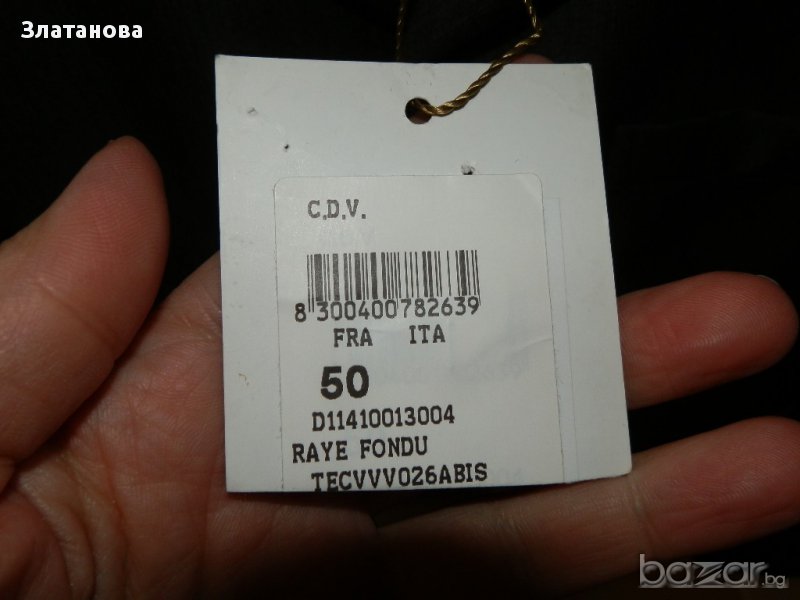 Златанова
C.D.V.
8 300400 782639
FRA ITA
50
D11410013004
RAYE FONDU
TECVVV026ABIS
bazar.bg